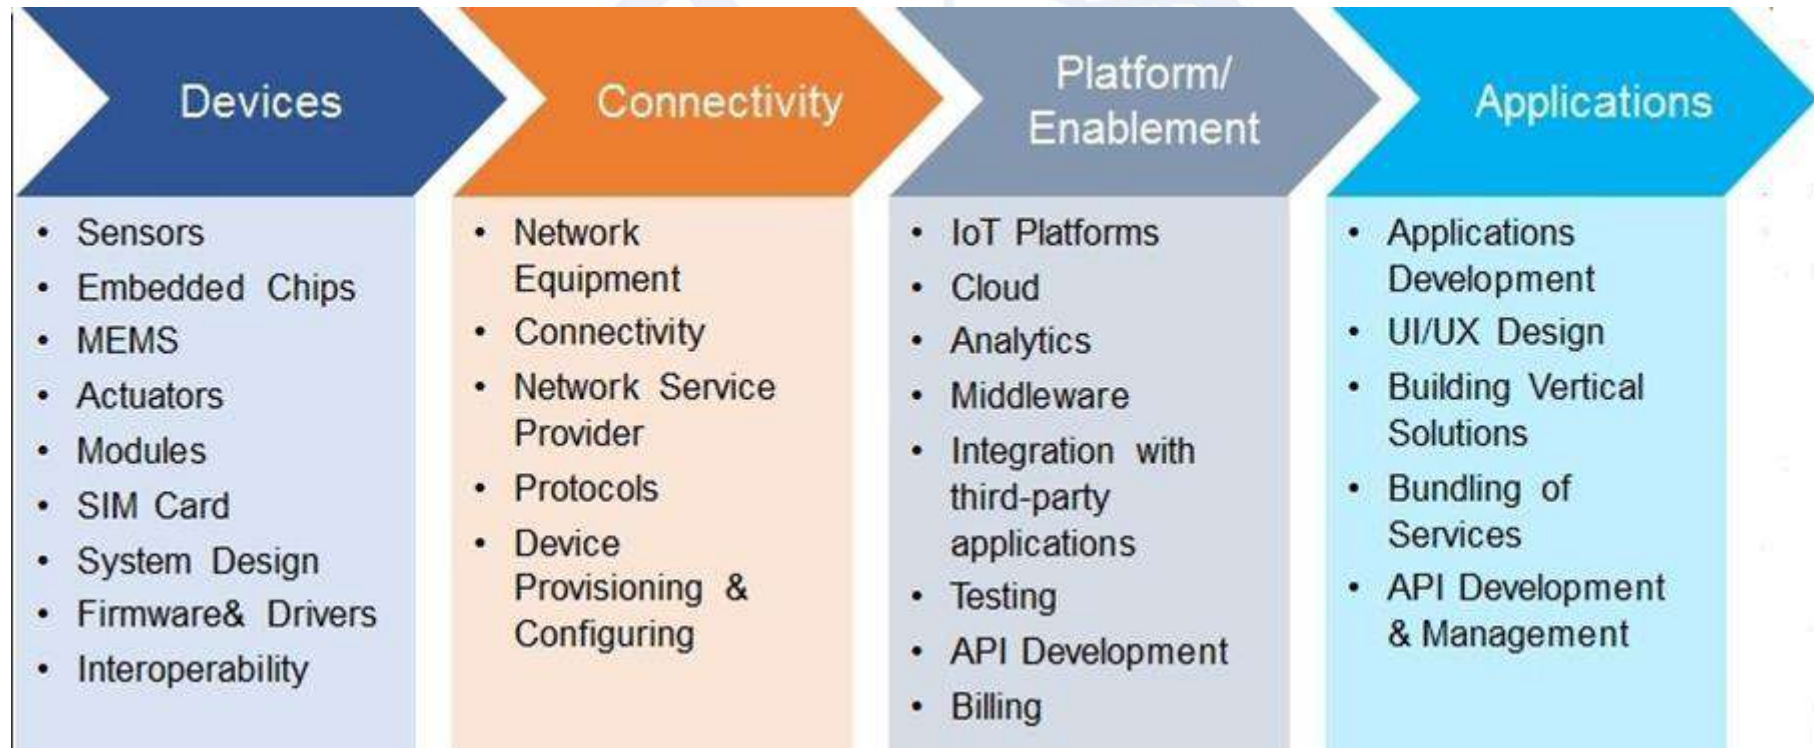 Devices
• Sensors
• Embedded Chips
• MEMS
• Actuators
• Modules
• SIM Card
• System Design
• Firmware& Drivers
• Interoperability
Connectivity
• Network
Equipment
• Connectivity
• Network Service
Provider
• Protocols
• Device
Provisioning &
Configuring
Platform/
Enablement
• IoT Platforms
• Cloud
• Analytics
• Middleware
• Integration with
third-party
applications
• Testing
• API Development
• Billing
Applications
• Applications
Development
• UI/UX Design
• Building Vertical
Solutions
• Bundling of
Services
• API Development
& Management